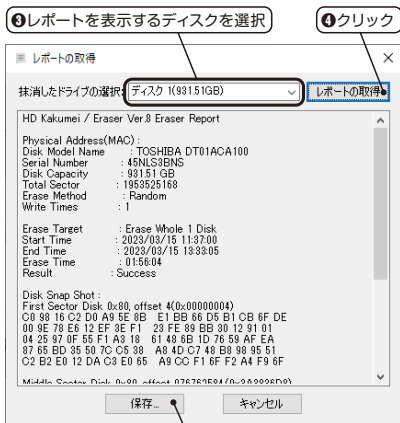 ❸レポートを表示するディスクを選択
❹クリック
レポートの取得
抹消したドライブの選択: ディスク 1(931.51GB) レポートの取得
HD Kakumei / Eraser Ver.8 Eraser Report
Physical Address(MAC) :
Disk Model Name : TOSHIBA DT01ACA100
Serial Number : 45NLS3BNS
Disk Capacity : 931.51 GB
Total Sector : 1953525168
Erase Method : Random
Write Times : 1
Erase Target : Erase Whole 1 Disk
Start Time : 2023/03/15 11:37:00
End Time : 2023/03/15 13:33:05
Erase Time : 01:56:04
Result : Success
Disk Snap Shot :
First Sector Disk 0x80, offset 4(0x00000004)
C0 98 16 C2 D0 A9 5E 8B E1 BB 66 D5 B1 CB 6F DE
00 9E 78 E6 12 EF 3E F1 23 FE 89 BB 30 12 91 01
04 25 97 0F 55 F1 A3 18 61 48 6B 1D 76 59 AF EA
87 65 BD 35 50 7C C5 38 A8 4D C7 48 B8 98 95 51
C2 B2 E0 12 DA C3 E0 65 A9 CC F1 6F F2 A4 F9 6F
Middle Sector Disk 0x80, offset
保存... キャンセル